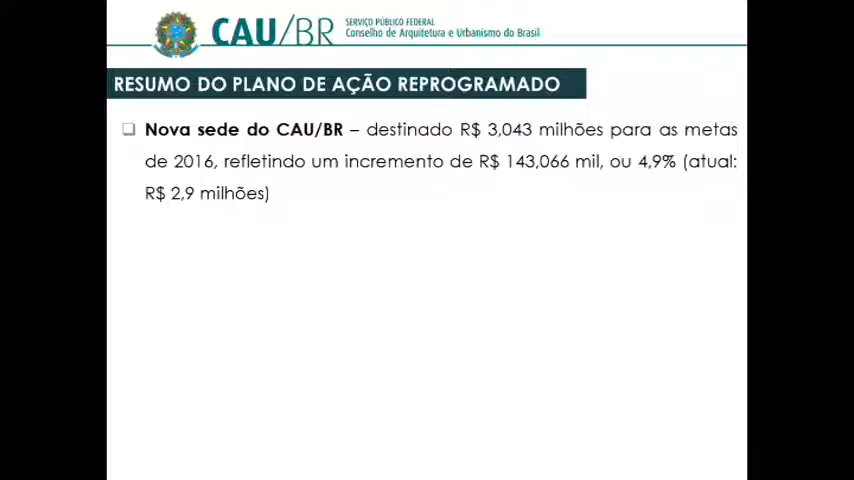 CAU/BR
SERVIÇO PÚBLICO FEDERAL
Conselho de Arquitetura e Urbanismo do Brasil
RESUMO DO PLANO DE AÇÃO REPROGRAMADO
❑ Nova sede do CAU/BR – destinado R$ 3,043 milhões para as metas
de 2016, refletindo um incremento de R$ 143,066 mil, ou 4,9% (atual:
R$ 2,9 milhões)